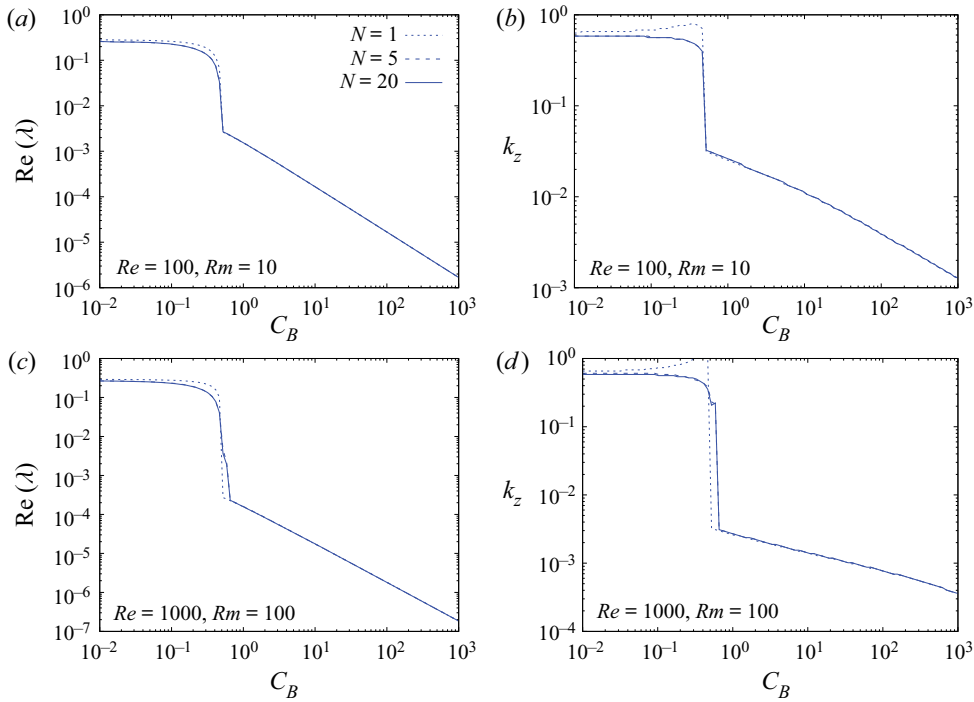 (a)
10^0
10^-1
10^-2
10^-3
10^-4
10^-5
10^-6
Re (λ)
N = 1
N = 5
N = 20
Re = 100, Rm = 10
10^-2 10^-1 10^0 10^1 10^2 10^3
C_B
(b)
10^0
10^-1
10^-2
10^-3
k_z
Re = 100, Rm = 10
10^-2 10^-1 10^0 10^1 10^2 10^3
C_B
(c)
10^0
10^-1
10^-2
10^-3
10^-4
10^-5
10^-6
10^-7
Re (λ)
Re = 1000, Rm = 100
10^-2 10^-1 10^0 10^1 10^2 10^3
C_B
(d)
10^0
10^-1
10^-2
10^-3
10^-4
k_z
Re = 1000, Rm = 100
10^-2 10^-1 10^0 10^1 10^2 10^3
C_B